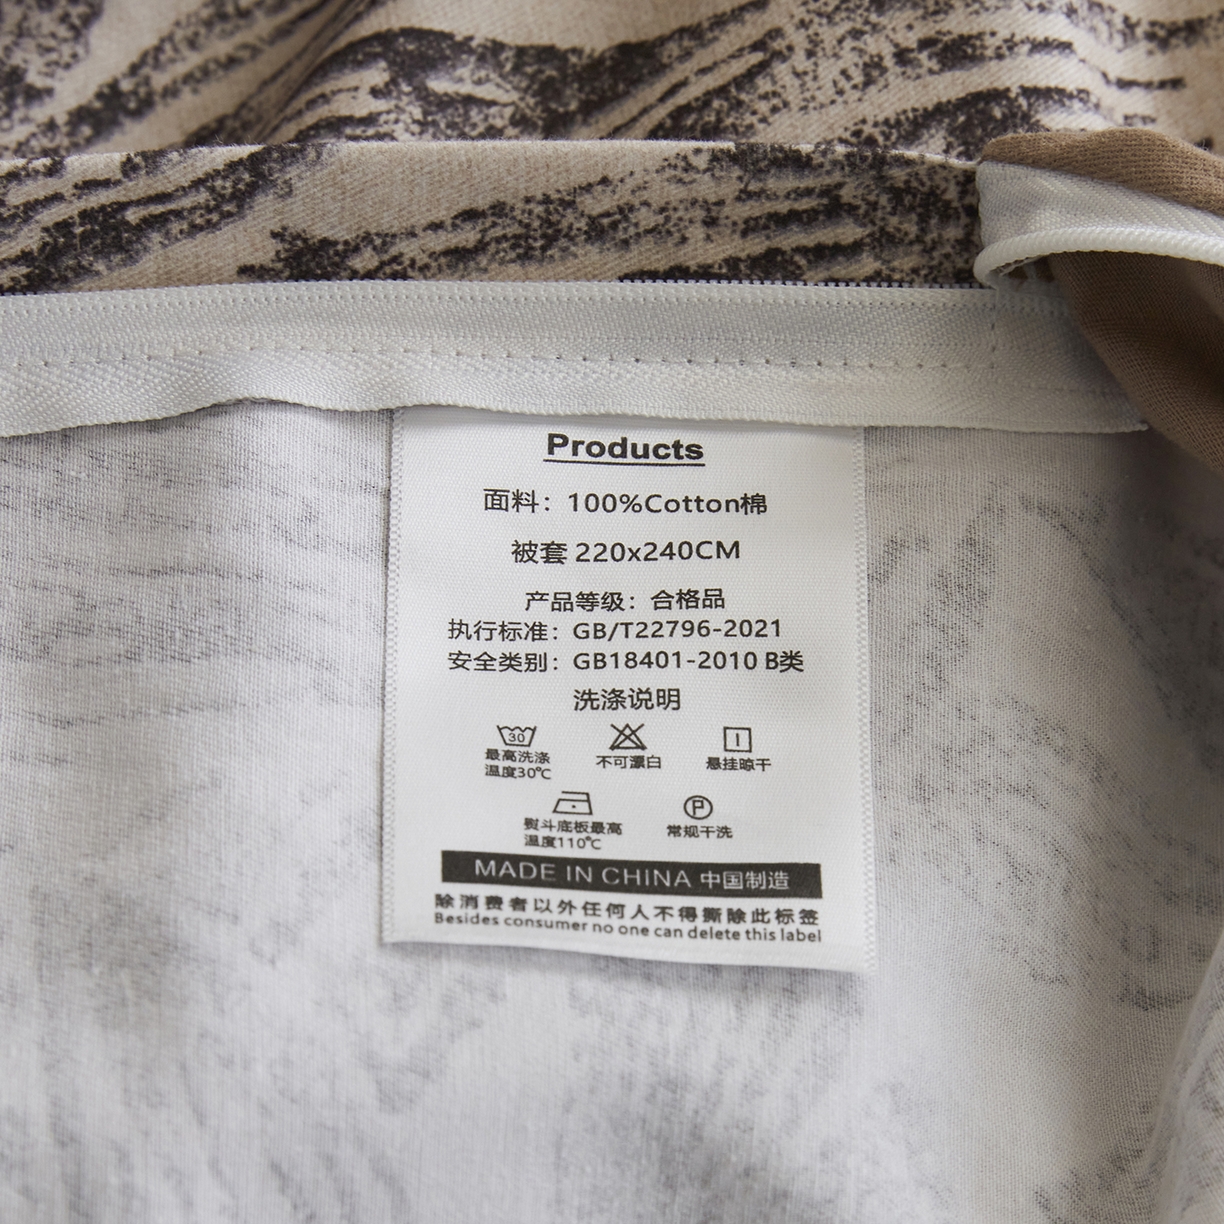 Products
面料：100%Cotton棉
被套 220x240CM
产品等级：合格品
执行标准：GB/T22796-2021
安全类别：GB18401-2010 B类
洗涤说明
30
最高洗涤
温度30℃
不可漂白
悬挂晾干
熨斗底板最高
温度110℃
P
常规干洗
MADE IN CHINA 中国制造
除消费者以外任何人不得撕除此标签
Besides consumer no one can delete this label